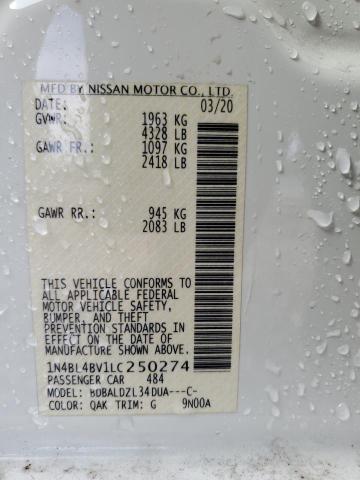 MFD BY NISSAN MOTOR CO., LTD.
DATE: 03/20
GVWR: 1963 KG
4328 LB
GAWR FR.: 1097 KG
2418 LB
GAWR RR.: 945 KG
2083 LB
THIS VEHICLE CONFORMS TO
ALL APPLICABLE FEDERAL
MOTOR VEHICLE SAFETY,
BUMPER, AND THEFT
PREVENTION STANDARDS IN
EFFECT ON THE DATE OF
MANUFACTURE SHOWN ABOVE.
1N4BL4BV1LC250274
PASSENGER CAR 484
MODEL: BDBALDZL34DUA---C-
COLOR: QAK TRIM: G 9N00A